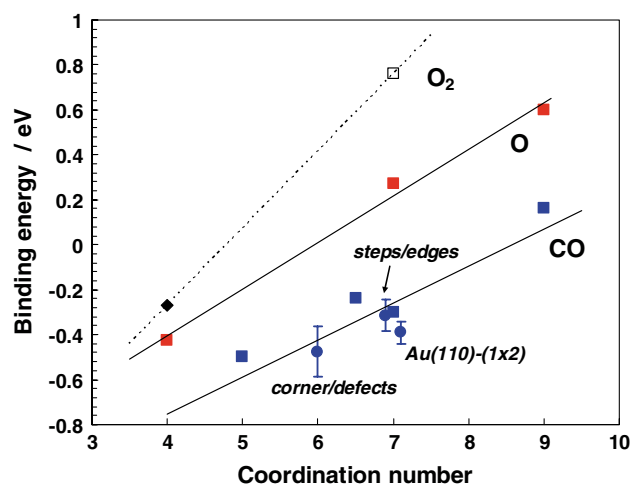 1
0.8
0.6
0.4
0.2
0
-0.2
-0.4
-0.6
-0.8
3
4
5
6
7
8
9
10
Binding energy / eV
Coordination number
O₂
O
CO
steps/edges
Au(110)-(1x2)
corner/defects